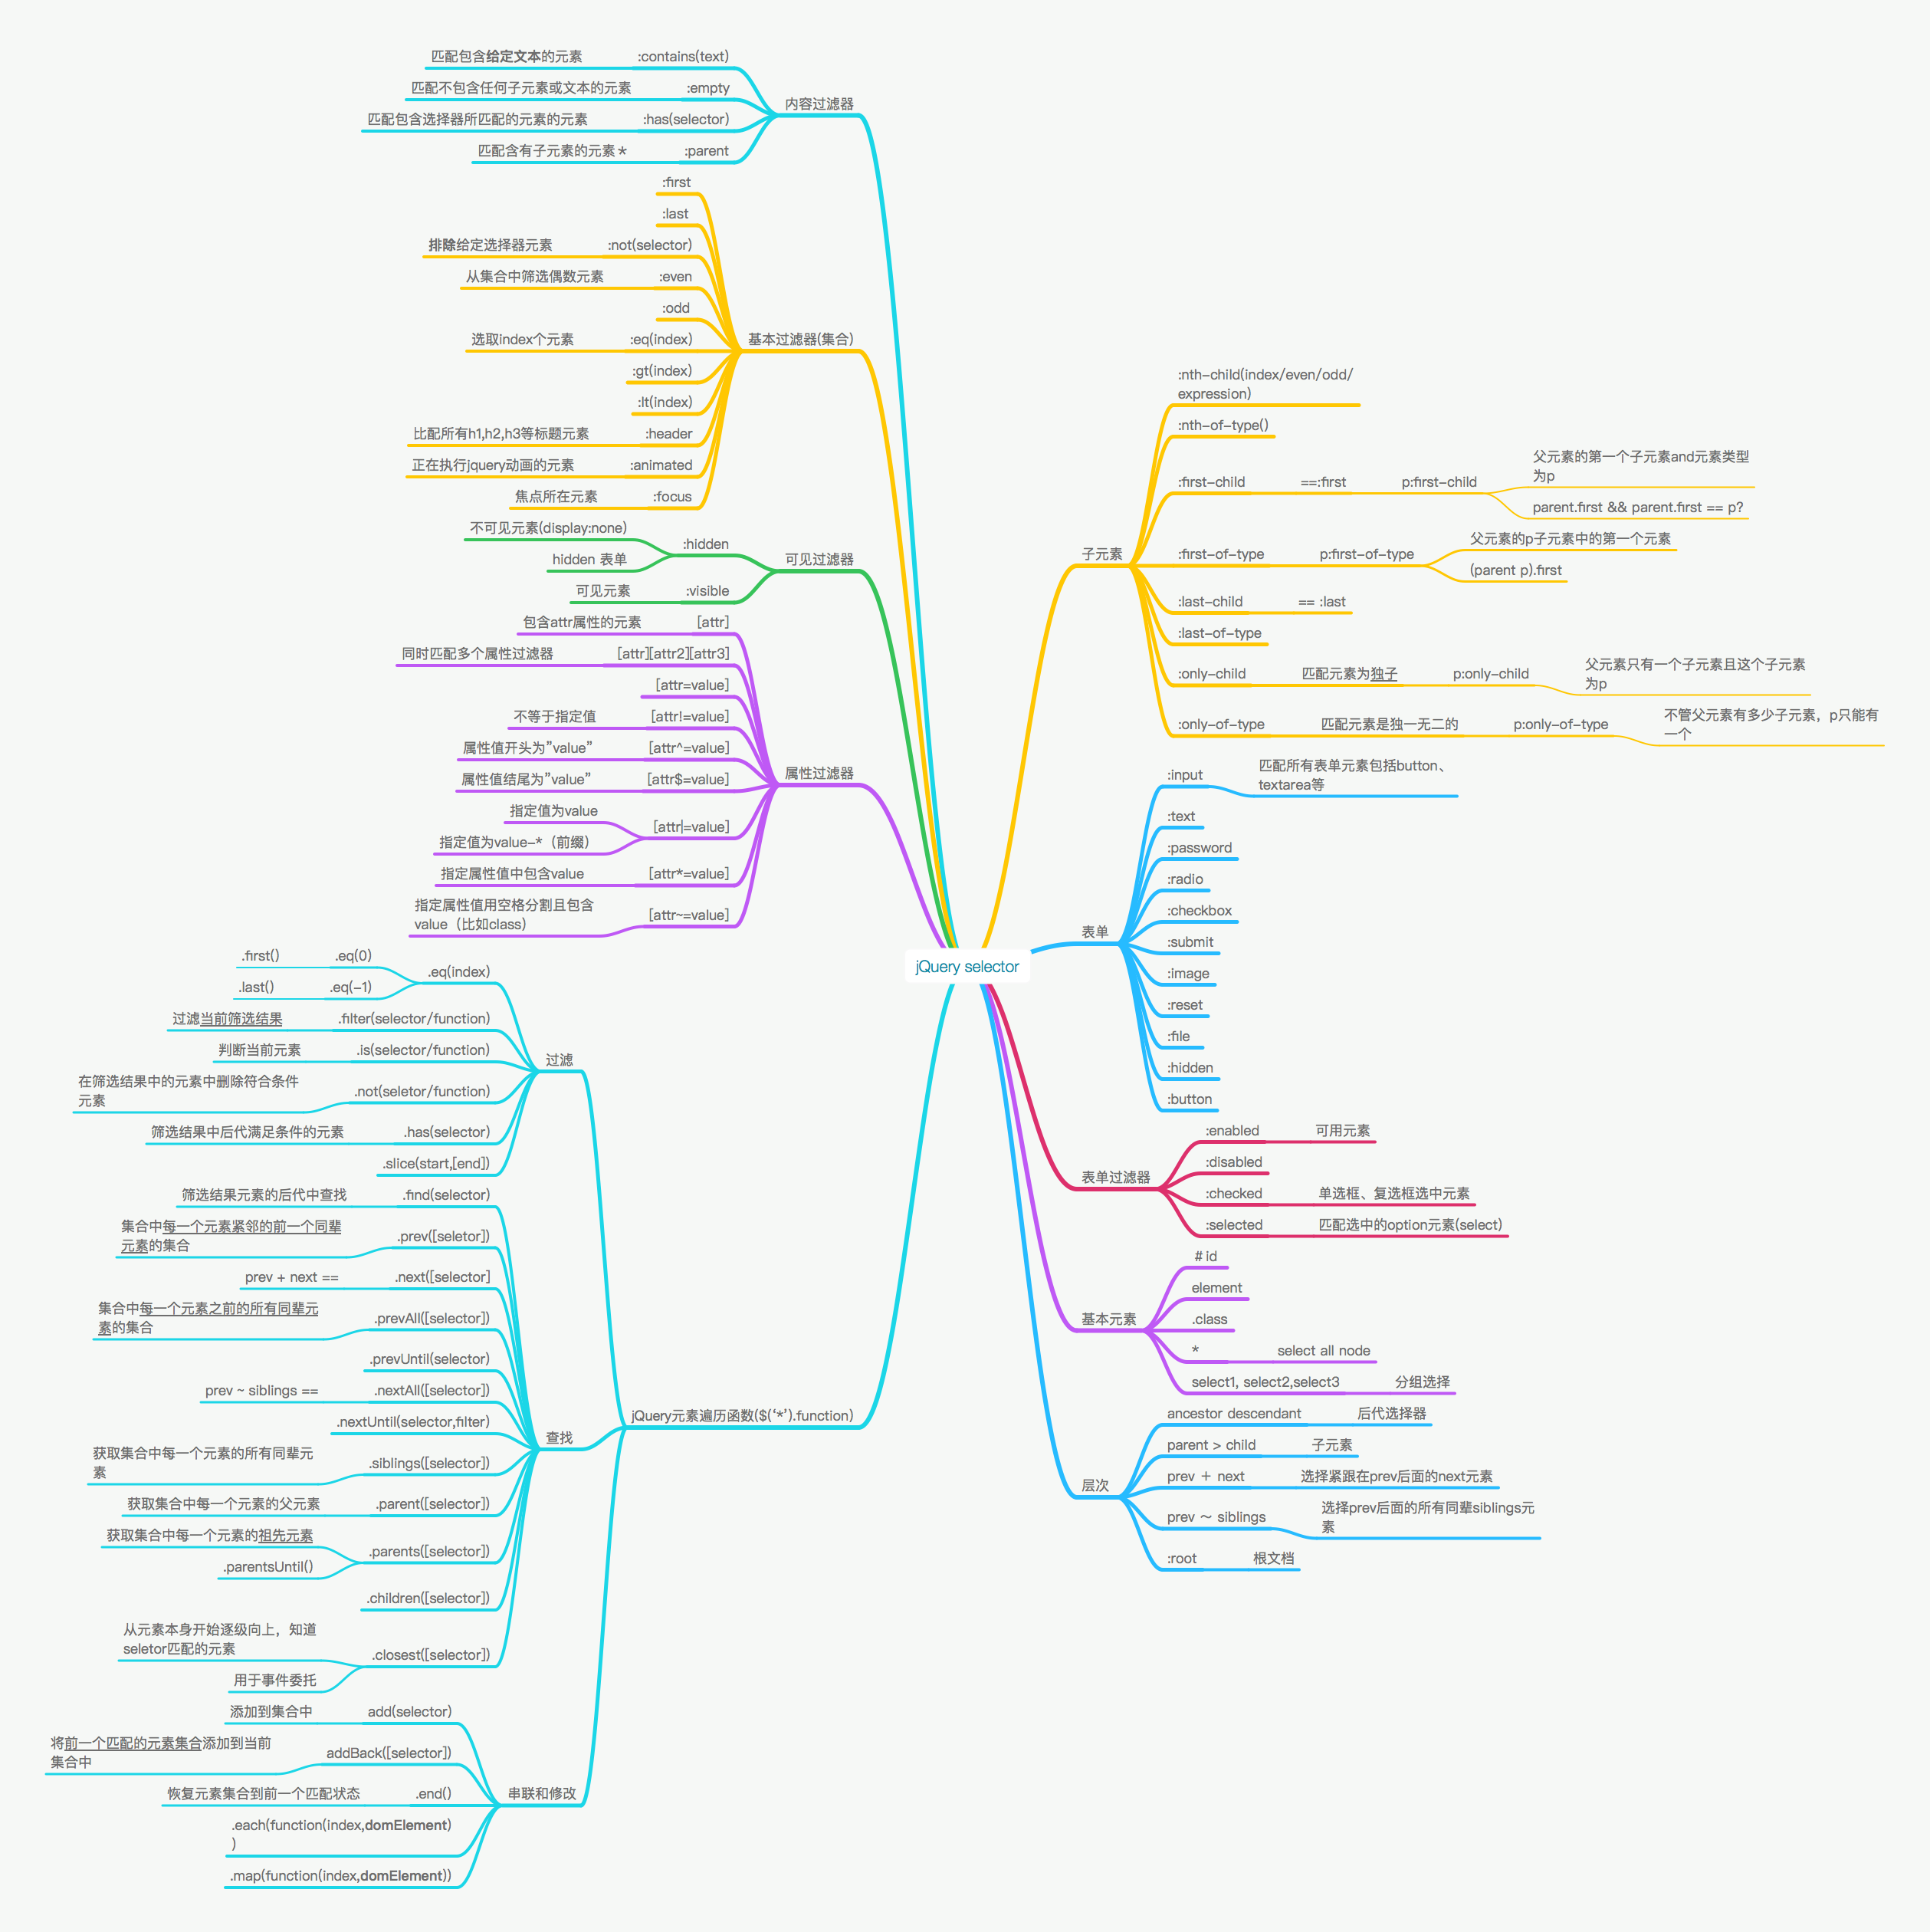 jQuery selector
内容过滤器
:contains(text)
匹配包含给定文本的元素
:empty
匹配不包含任何子元素或文本的元素
:has(selector)
匹配包含选择器所匹配的元素的元素
:parent
匹配含有子元素的元素*
基本过滤器(集合)
:first
:last
:not(selector)
排除给定选择器元素
:even
从集合中筛选偶数元素
:odd
:eq(index)
选取index个元素
:gt(index)
:lt(index)
:header
比配所有h1,h2,h3等标题元素
:animated
正在执行jquery动画的元素
:focus
焦点所在元素
可见过滤器
:hidden
不可见元素(display:none)
hidden 表单
:visible
可见元素
属性过滤器
[attr]
包含attr属性的元素
[attr][attr2][attr3]
同时匹配多个属性过滤器
[attr=value]
[attr!=value]
不等于指定值
[attr^=value]
属性值开头为”value”
[attr$=value]
属性值结尾为”value”
[attr|=value]
指定值为value
指定值为value-*（前缀）
[attr*=value]
指定属性值中包含value
[attr~=value]
指定属性值用空格分割且包含
value（比如class）
jQuery元素遍历函数($(‘*’).function)
过滤
.eq(index)
.eq(0)
.first()
.eq(-1)
.last()
.filter(selector/function)
过滤当前筛选结果
.is(selector/function)
判断当前元素
.not(seletor/function)
在筛选结果中的元素中删除符合条件
元素
.has(selector)
筛选结果中后代满足条件的元素
.slice(start,[end])
查找
.find(selector)
筛选结果元素的后代中查找
.prev([seletor])
集合中每一个元素紧邻的前一个同辈
元素的集合
.next([selector]
prev + next ==
.prevAll([selector])
集合中每一个元素之前的所有同辈元
素的集合
.prevUntil(selector)
.nextAll([selector])
prev ~ siblings ==
.nextUntil(selector,filter)
.siblings([selector])
获取集合中每一个元素的所有同辈元
素
.parent([selector])
获取集合中每一个元素的父元素
.parents([selector])
获取集合中每一个元素的祖先元素
.parentsUntil()
.children([selector])
.closest([selector])
从元素本身开始逐级向上，知道
seletor匹配的元素
用于事件委托
串联和修改
add(selector)
添加到集合中
addBack([selector])
将前一个匹配的元素集合添加到当前
集合中
.end()
恢复元素集合到前一个匹配状态
.each(function(index,domElement)
)
.map(function(index,domElement))
子元素
:nth-child(index/even/odd/
expression)
:nth-of-type()
:first-child
==:first
p:first-child
父元素的第一个子元素and元素类型
为p
parent.first && parent.first == p?
:first-of-type
p:first-of-type
父元素的p子元素中的第一个元素
(parent p).first
:last-child
== :last
:last-of-type
:only-child
匹配元素为独子
p:only-child
父元素只有一个子元素且这个子元素
为p
:only-of-type
匹配元素是独一无二的
p:only-of-type
不管父元素有多少子元素，p只能有
一个
表单
:input
匹配所有表单元素包括button、
textarea等
:text
:password
:radio
:checkbox
:submit
:image
:reset
:file
:hidden
:button
表单过滤器
:enabled
可用元素
:disabled
:checked
单选框、复选框选中元素
:selected
匹配选中的option元素(select)
基本元素
# id
element
.class
*
select all node
select1, select2,select3
分组选择
层次
ancestor descendant
后代选择器
parent > child
子元素
prev ＋ next
选择紧跟在prev后面的next元素
prev ～ siblings
选择prev后面的所有同辈siblings元
素
:root
根文档